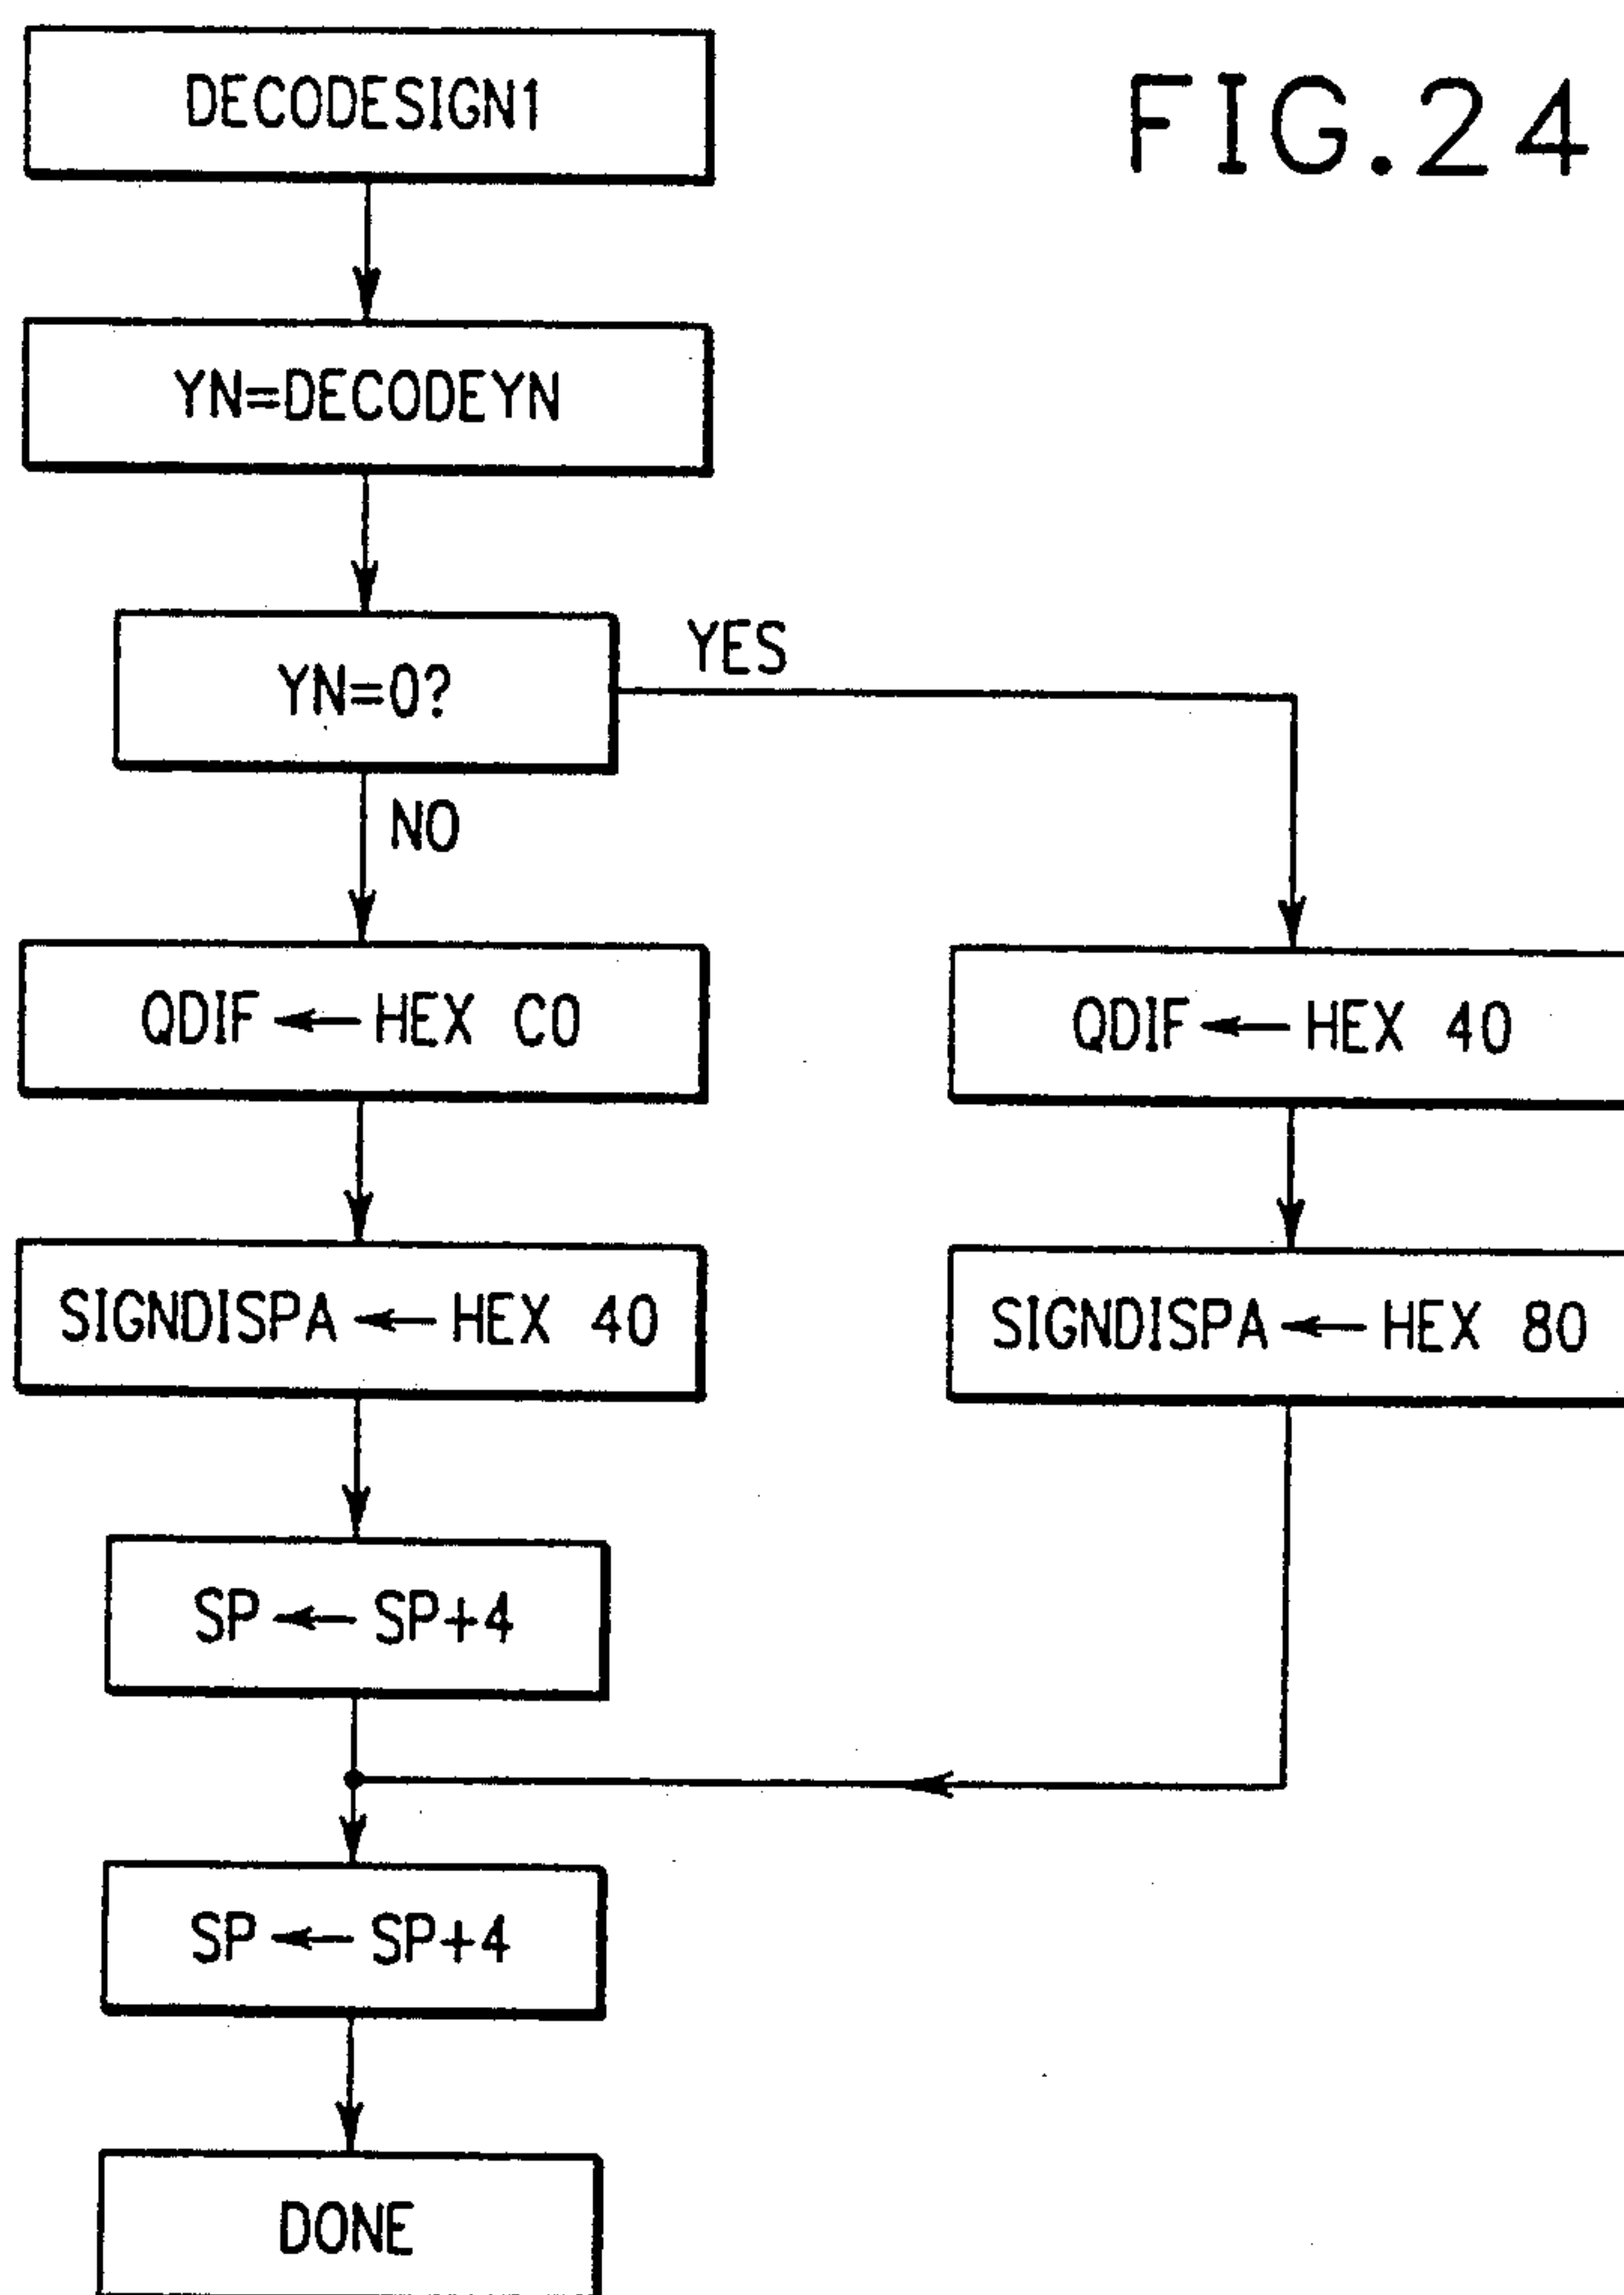 DECODESIGN1
FIG.24
YN=DECODEYN
YN=0?
YES
NO
QDIF ← HEX C0
QDIF ← HEX 40
SIGNDISPA ← HEX 40
SIGNDISPA ← HEX 80
SP ← SP+4
SP ← SP+4
DONE